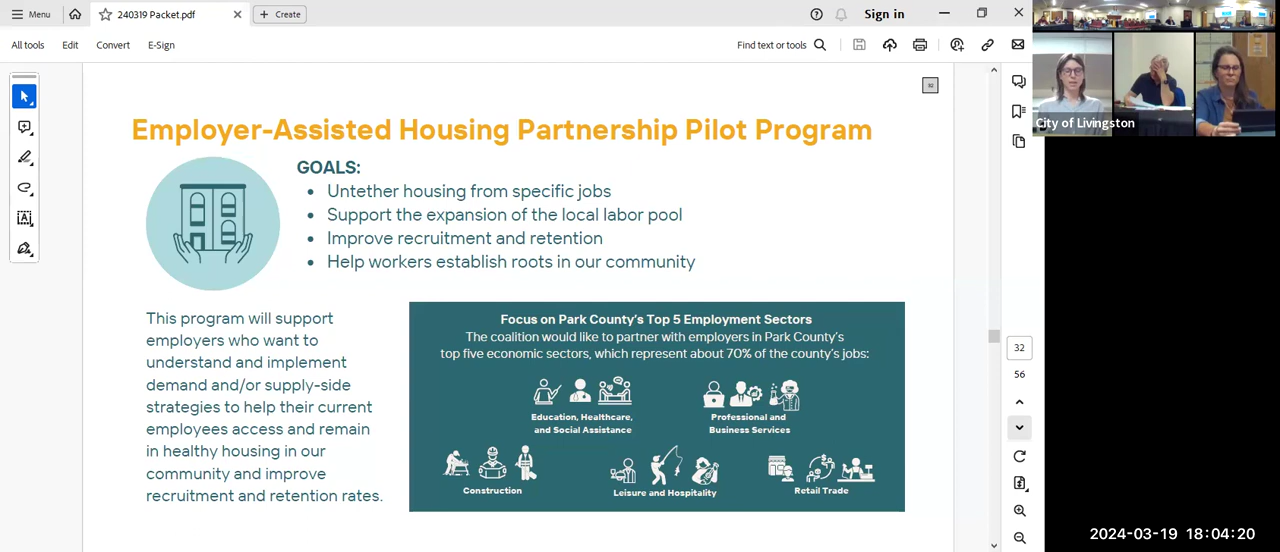 Menu
240319 Packet.pdf
Create
Sign in
All tools
Edit
Convert
E-Sign
Find text or tools
32
Employer-Assisted Housing Partnership Pilot Program
GOALS:
• Untether housing from specific jobs
• Support the expansion of the local labor pool
• Improve recruitment and retention
• Help workers establish roots in our community
This program will support
employers who want to
understand and implement
demand and/or supply-side
strategies to help their current
employees access and remain
in healthy housing in our
community and improve
recruitment and retention rates.
Focus on Park County's Top 5 Employment Sectors
The coalition would like to partner with employers in Park County's
top five economic sectors, which represent about 70% of the county's jobs:
Education, Healthcare,
and Social Assistance
Professional and
Business Services
Construction
Leisure and Hospitality
Retail Trade
32
56
City of Livingston
2024-03-19 18:04:20